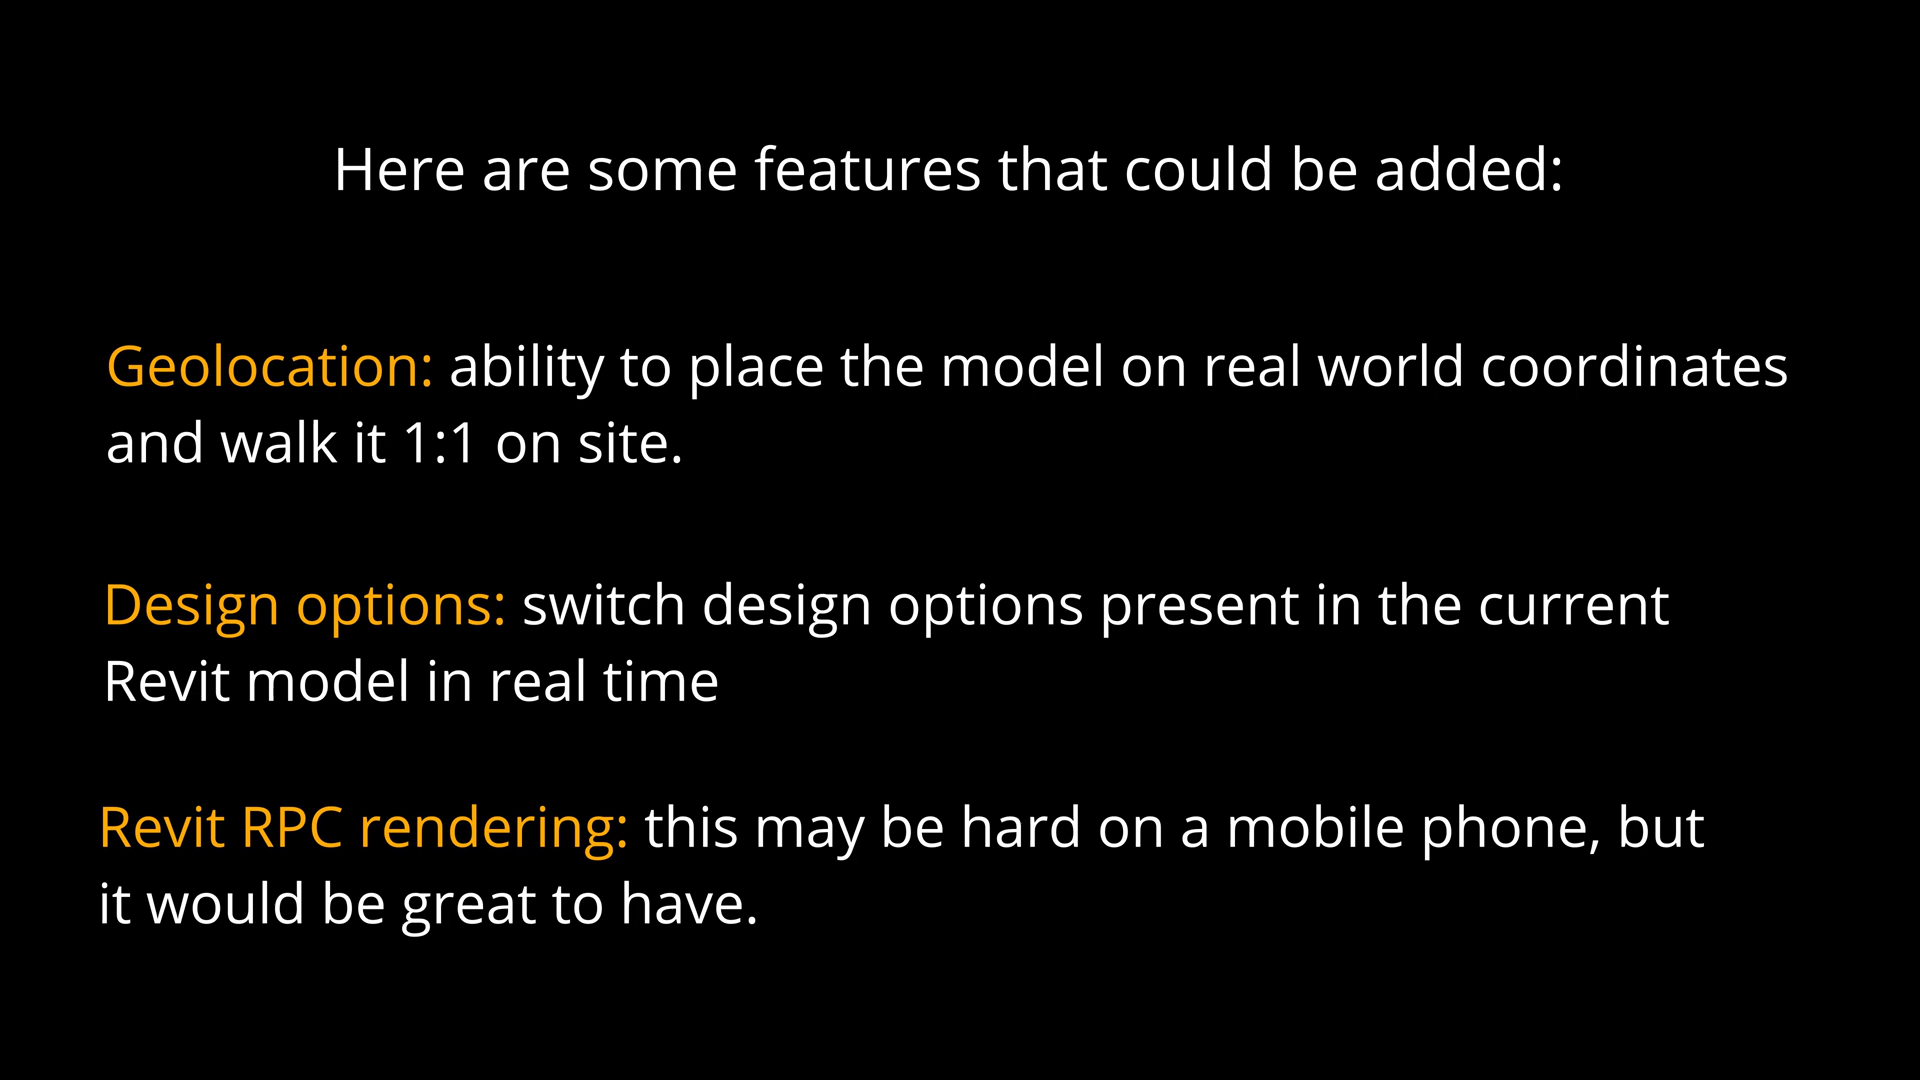 Here are some features that could be added:
Geolocation: ability to place the model on real world coordinates
and walk it 1:1 on site.
Design options: switch design options present in the current
Revit model in real time
Revit RPC rendering: this may be hard on a mobile phone, but
it would be great to have.